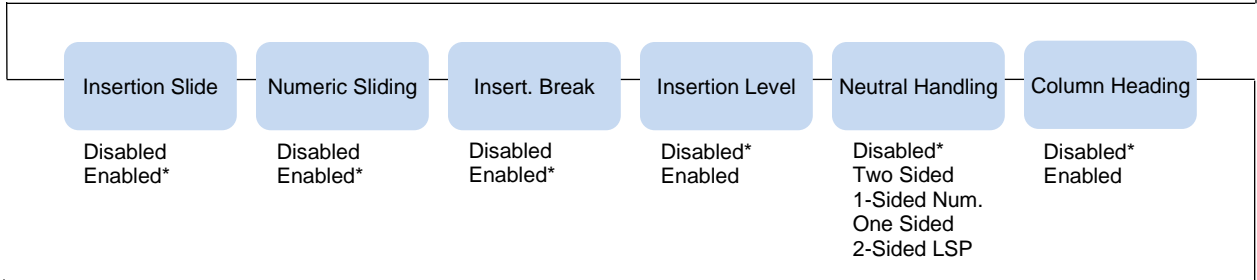 Insertion Slide
Numeric Sliding
Insert. Break
Insertion Level
Neutral Handling
Column Heading
Disabled
Enabled*
Disabled
Enabled*
Disabled
Enabled*
Disabled*
Enabled
Disabled*
Two Sided
1-Sided Num.
One Sided
2-Sided LSP
Disabled*
Enabled